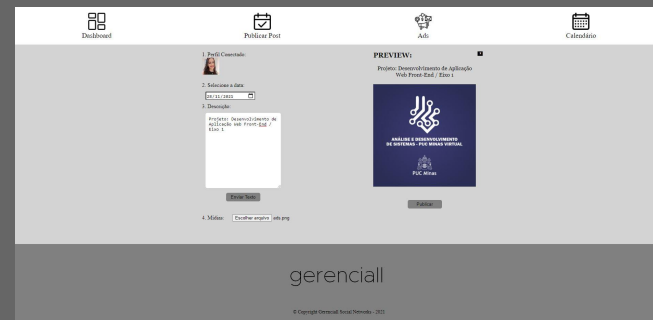 Dashboard
Publicar Post
Ads
Calendário
1. Perfil Conectado:
2. Selecione a data:
28/11/2021
3. Descrição:
Projeto: Desenvolvimento de
Aplicação Web Front-End /
Eixo 1
Enviar Texto
4. Mídias:
Escolher arquivo ads.png
PREVIEW:
Projeto: Desenvolvimento de Aplicação
Web Front-End / Eixo 1
ANÁLISE E DESENVOLVIMENTO
DE SISTEMAS - PUC MINAS VIRTUAL
PUC Minas
Publicar
gerenciall
© Copyright Gerenciall Social Networks - 2021